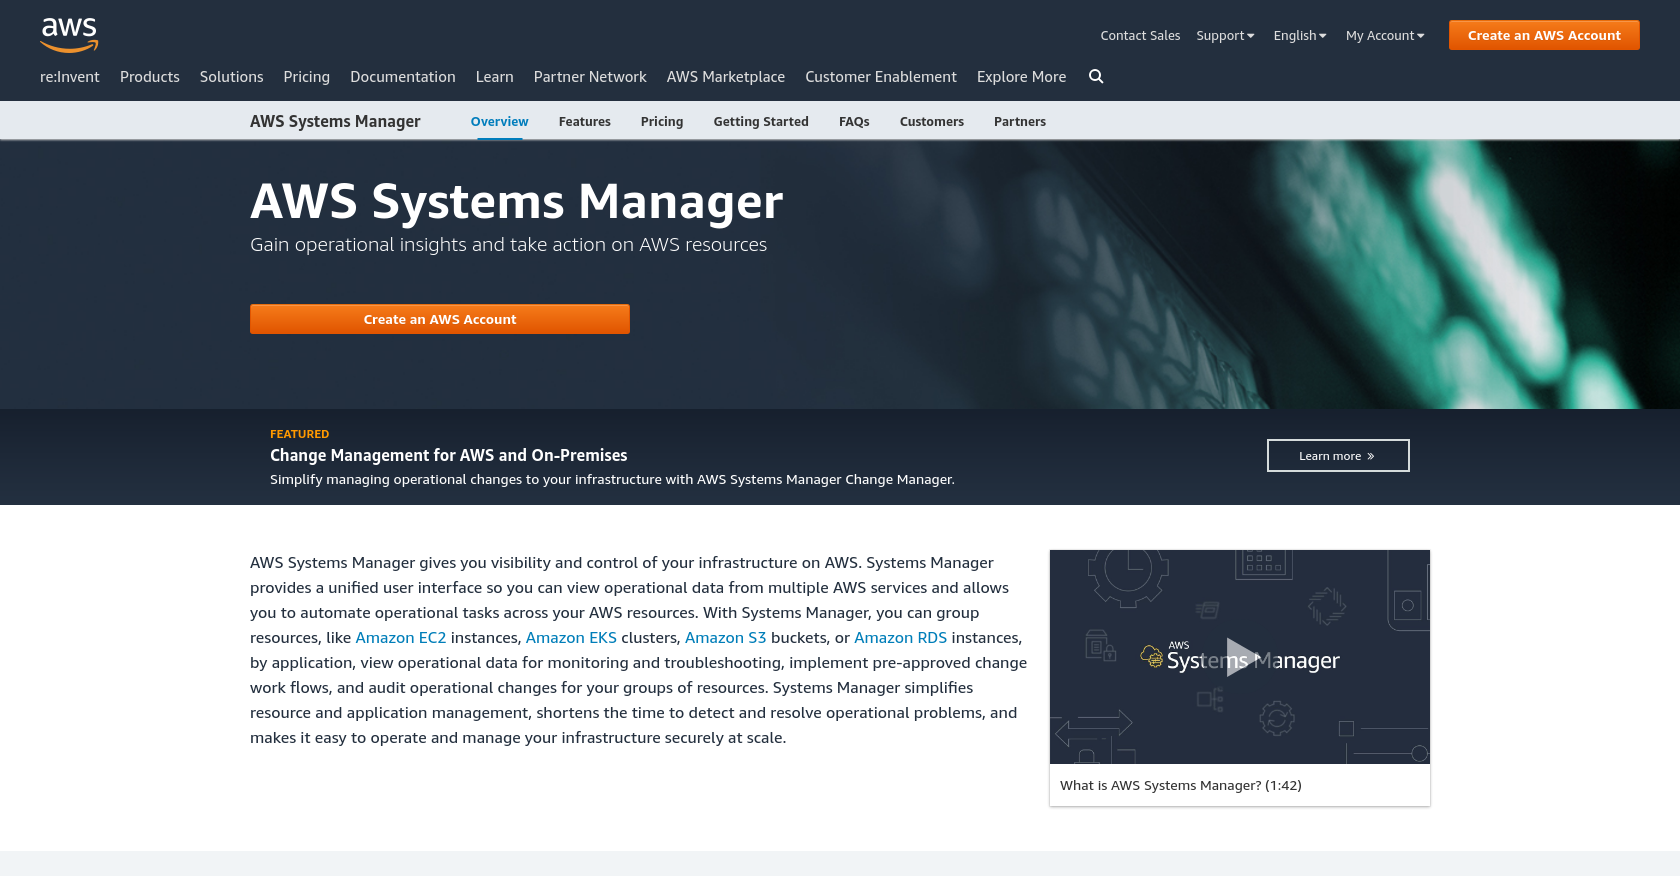 aws
Contact Sales Support English My Account Create an AWS Account
re:Invent Products Solutions Pricing Documentation Learn Partner Network AWS Marketplace Customer Enablement Explore More
AWS Systems Manager Overview Features Pricing Getting Started FAQs Customers Partners
AWS Systems Manager
Gain operational insights and take action on AWS resources
Create an AWS Account
FEATURED
Change Management for AWS and On-Premises
Simplify managing operational changes to your infrastructure with AWS Systems Manager Change Manager.
Learn more »
AWS Systems Manager gives you visibility and control of your infrastructure on AWS. Systems Manager
provides a unified user interface so you can view operational data from multiple AWS services and allows
you to automate operational tasks across your AWS resources. With Systems Manager, you can group
resources, like Amazon EC2 instances, Amazon EKS clusters, Amazon S3 buckets, or Amazon RDS instances,
by application, view operational data for monitoring and troubleshooting, implement pre-approved change
work flows, and audit operational changes for your groups of resources. Systems Manager simplifies
resource and application management, shortens the time to detect and resolve operational problems, and
makes it easy to operate and manage your infrastructure securely at scale.
AWS
Systems Manager
What is AWS Systems Manager? (1:42)